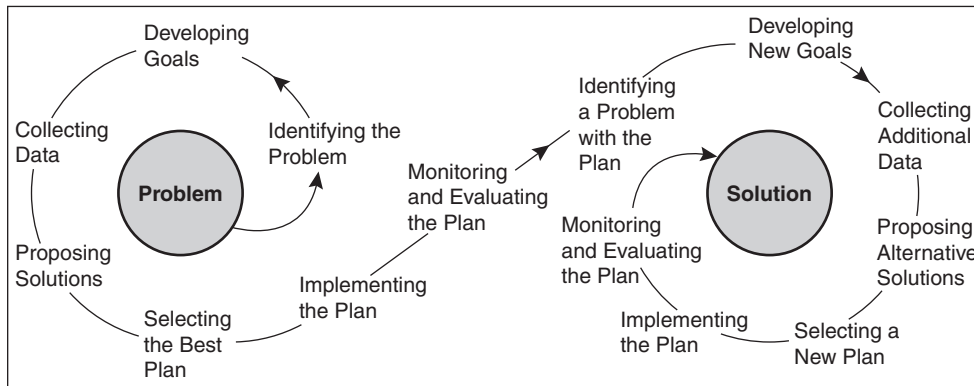 Problem
Identifying the
Problem
Developing
Goals
Collecting
Data
Proposing
Solutions
Selecting
the Best
Plan
Implementing
the Plan
Monitoring
and Evaluating
the Plan
Identifying
a Problem
with the
Plan
Developing
New Goals
Collecting
Additional
Data
Proposing
Alternative
Solutions
Selecting a
New Plan
Implementing
the Plan
Monitoring
and Evaluating
the Plan
Solution